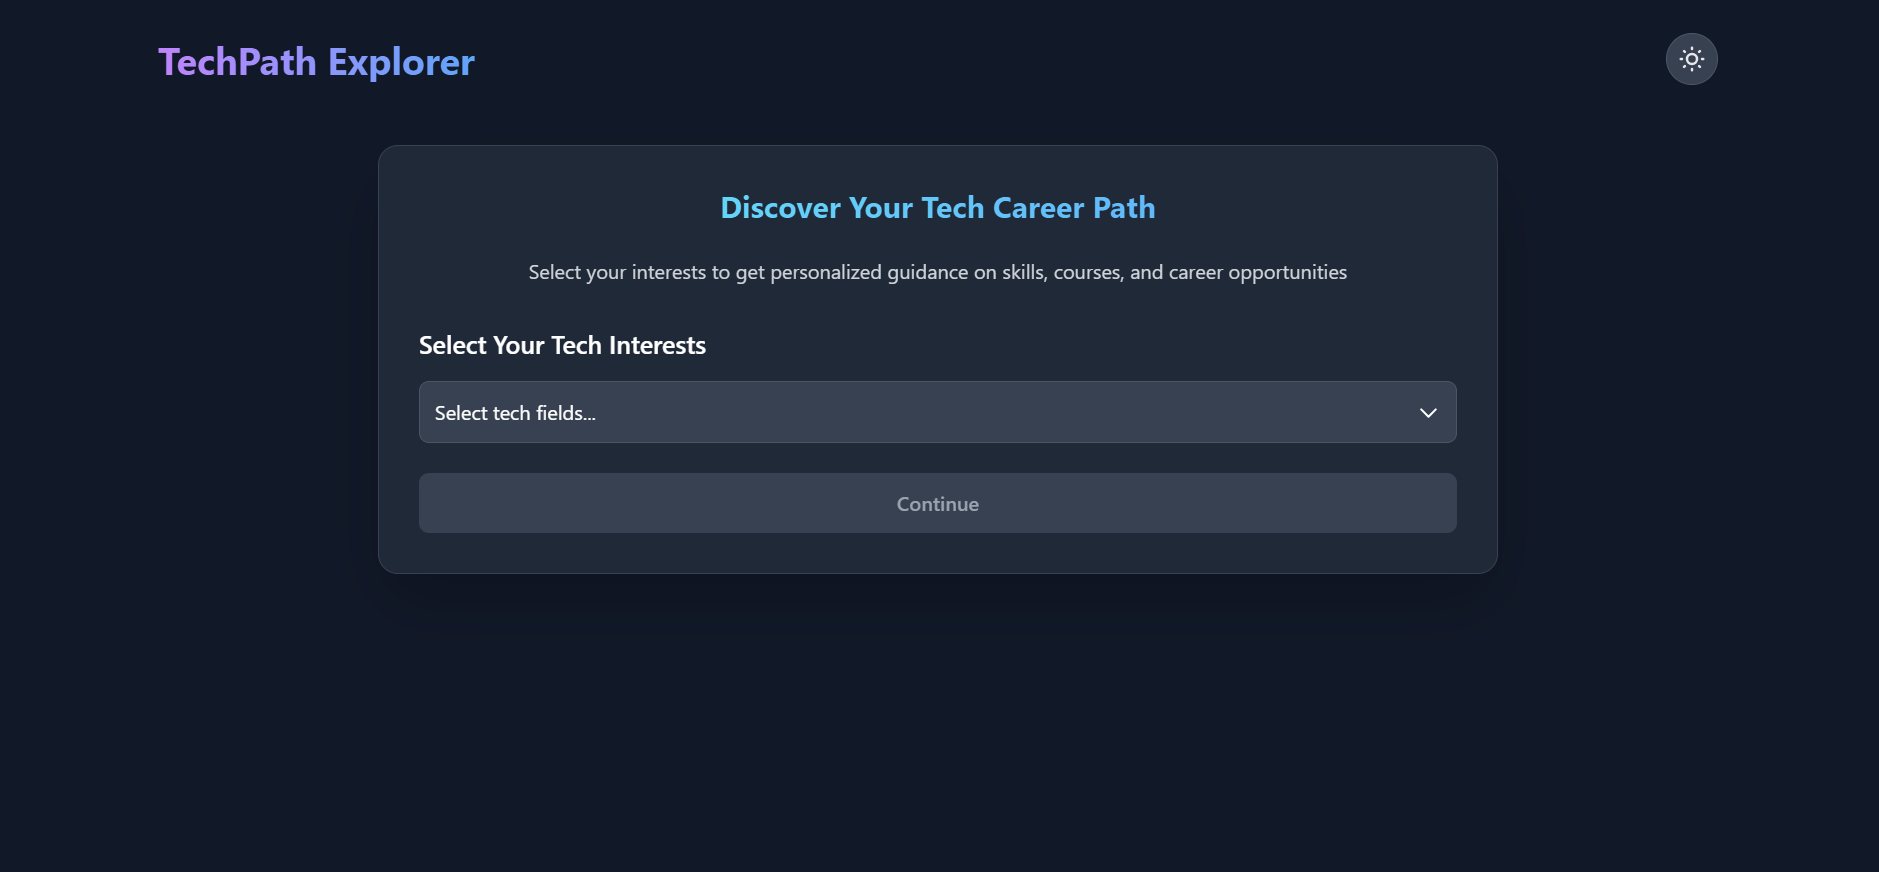 TechPath Explorer
Discover Your Tech Career Path
Select your interests to get personalized guidance on skills, courses, and career opportunities
Select Your Tech Interests
Select tech fields...
Continue